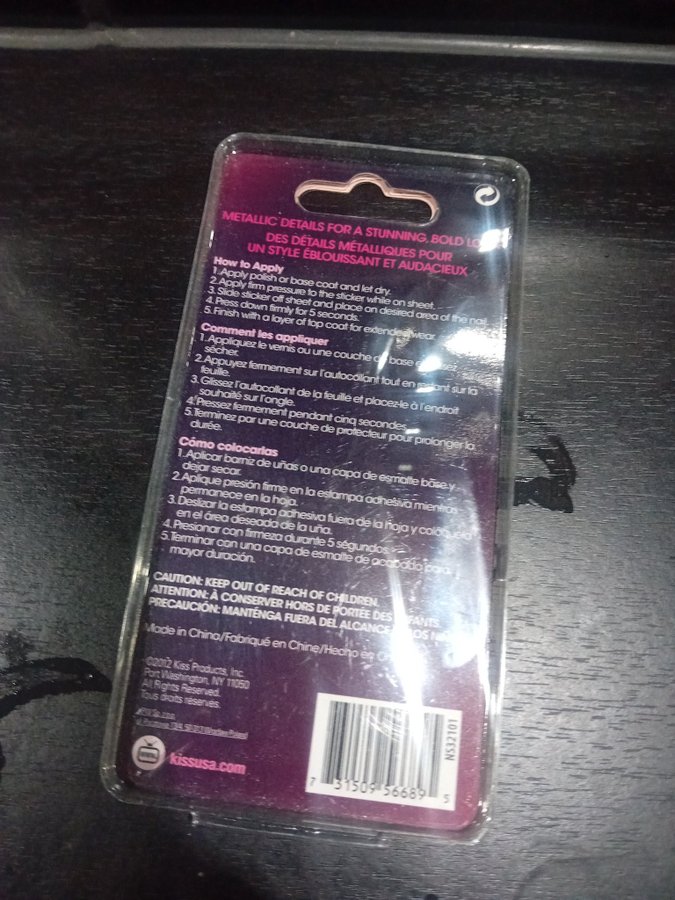 METALLIC DETAILS FOR A STUNNING, BOLD
DES DÉTAILS MÉTALLIQUES POUR
UN STYLE ÉBLOUISSANT ET AUDACIEUX
How to Apply
1.Apply polish or base coat and let dry.
2.Apply firm pressure to the sticker while on sheet.
3. Slide sticker off sheet and place on desired area of the nail.
4. Press down firmly for 5 seconds.
5. Finish with a layer of top coat for extended wear.
Comment les appliquer
1.Appliquez le vernis ou une couche de base et laissez
sécher.
2.Appuyez fermement sur l'autocollant tout en restant sur la
feuille.
3. Glissez l'autocollant de la feuille et placez-le à l'endroit
souhaité sur l'ongle.
4.Pressez fermement pendant cinq secondes.
5.Terminez par une couche de protecteur pour prolonger la
durée.
Cómo colocarlas
1.Aplicar barniz de uñas o una capa de esmalte base y
dejar secar.
2.Aplique presión firme en la estampa adhesiva mientras
permanece en la hoja.
3. Deslizar la estampa adhesiva fuera de la hoja y colóquela
en el área deseada de la uña.
4. Presionar con firmeza durante 5 segundos.
5.Terminar con una capa de esmalte de acabado para
mayor duración.
CAUTION: KEEP OUT OF REACH OF CHILDREN.
ATTENTION: À CONSERVER HORS DE PORTÉE DES ENFANTS.
PRECAUCIÓN: MANTÉNGA FUERA DEL ALCANCE
Made in China/Fabriqué en Chine/Hecho en
©2012 Kiss Products, Inc.
Port Washington, NY 11050
All Rights Reserved.
Tous droits réservés.
kissusa.com
NS32101
7 31509 56689 5